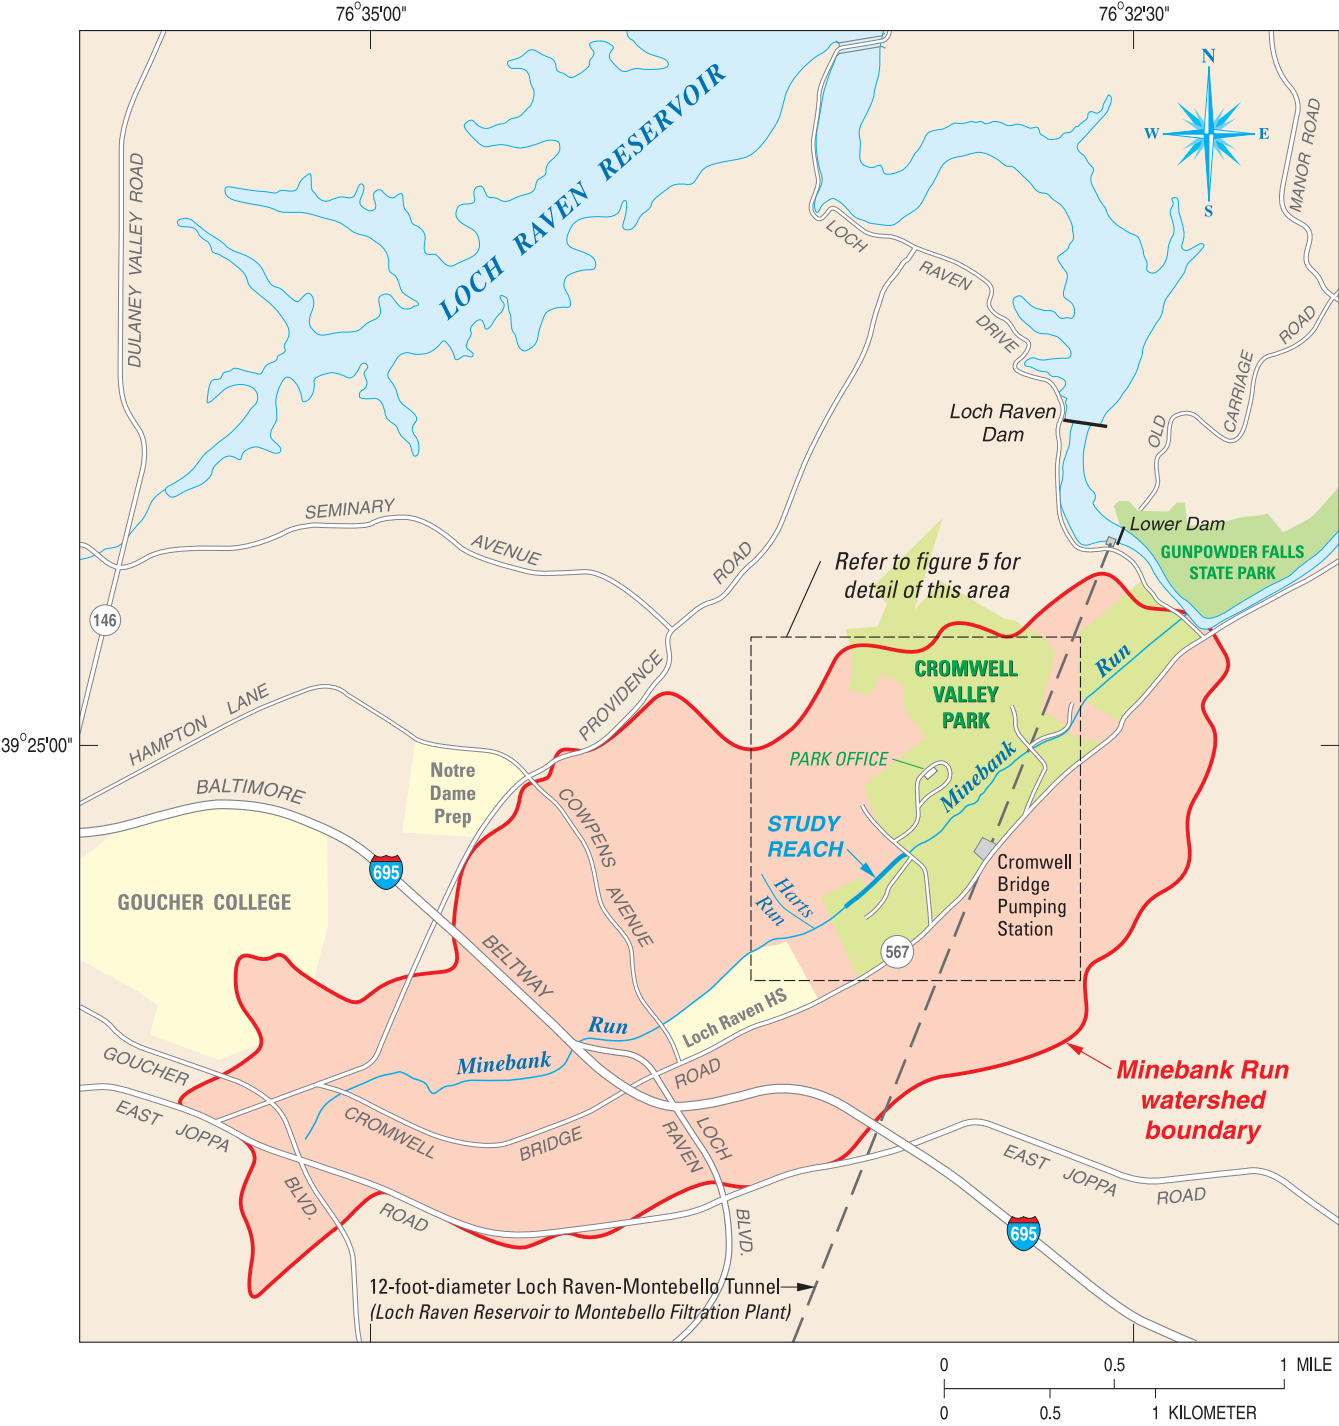 76°35'00"
76°32'30"
N
W
E
S
LOCH RAVEN RESERVOIR
DULANEY VALLEY ROAD
MANOR ROAD
LOCH
RAVEN
DRIVE
OLD
CARRIAGE
ROAD
Loch Raven
Dam
SEMINARY
AVENUE
Lower Dam
GUNPOWDER FALLS
STATE PARK
ROAD
Refer to figure 5 for
detail of this area
146
Run
CROMWELL
VALLEY
PARK
PROVIDENCE
HAMPTON LANE
39°25'00"
PARK OFFICE
Minebank
BALTIMORE
Notre
Dame
Prep
COWPENS
AVENUE
STUDY
REACH
695
Harts
Run
Cromwell
Bridge
Pumping
Station
GOUCHER COLLEGE
BELTWAY
567
Loch Raven HS
Run
Minebank
GOUCHER
ROAD
Minebank Run
watershed
boundary
EAST JOPPA
CROMWELL
BRIDGE
LOCH
RAVEN
EAST JOPPA
ROAD
BLVD.
ROAD
BLVD.
695
12-foot-diameter Loch Raven-Montebello Tunnel
(Loch Raven Reservoir to Montebello Filtration Plant)
0 0.5 1 MILE
0 0.5 1 KILOMETER